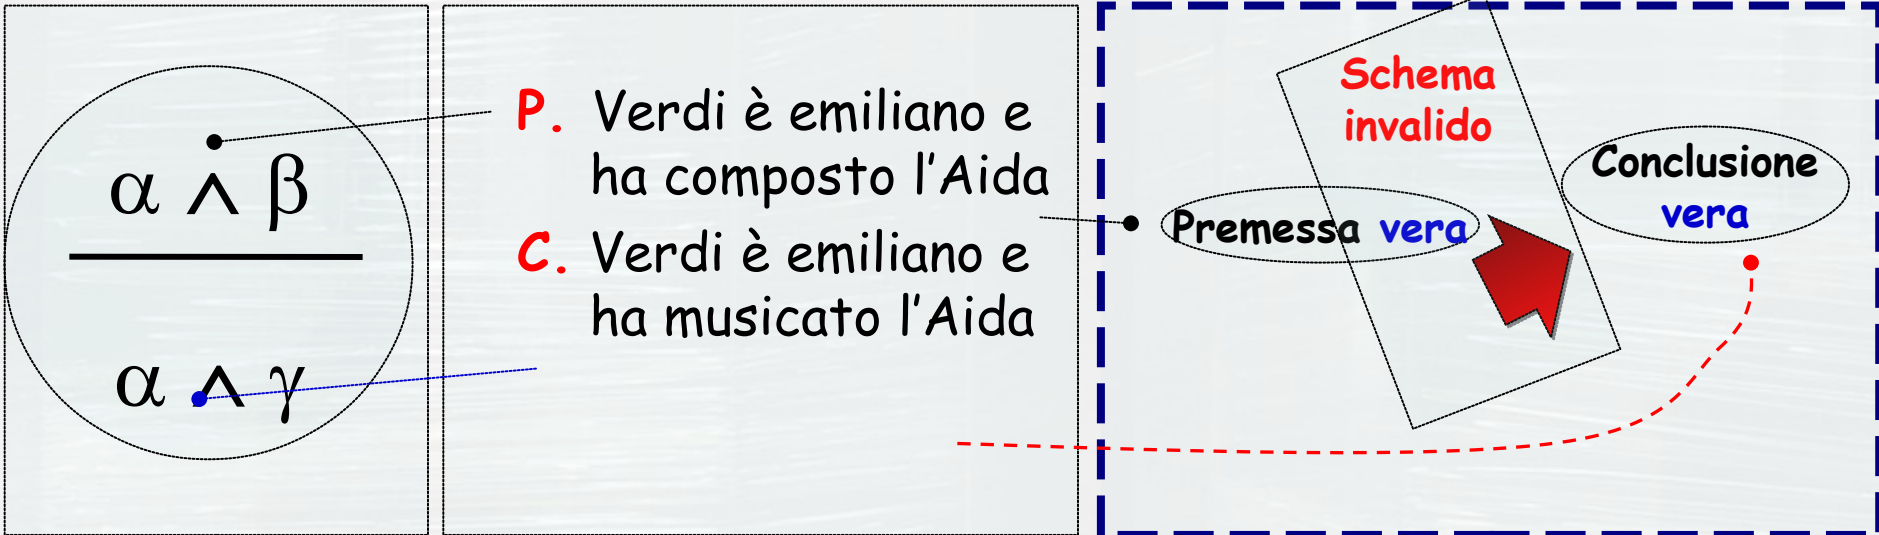 α ∧ β
α ∧ γ
P. Verdi è emiliano e
ha composto l'Aida
C. Verdi è emiliano e
ha musicato l'Aida
Schema
invalido
Premessa vera
Conclusione
vera